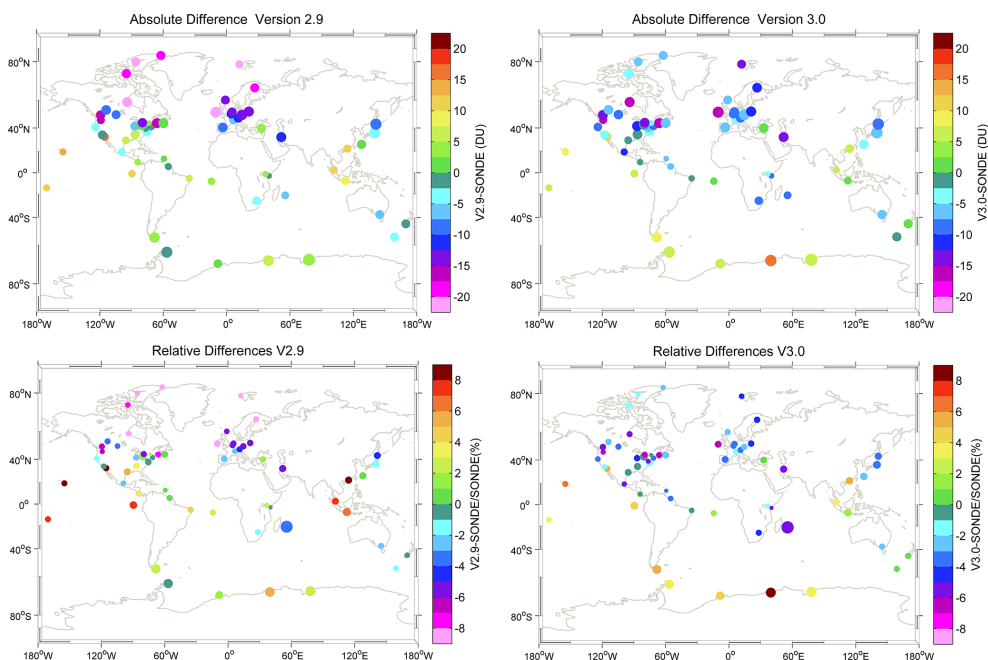 Absolute Difference Version 2.9
80°N
40°N
0°
40°S
80°S
180°W 120°W 60°W 0° 60°E 120°E 180°W
20
15
10
5
0
-5
-10
-15
-20
V2.9-SONDE (DU)
Absolute Difference Version 3.0
80°N
40°N
0°
40°S
80°S
180°W 120°W 60°W 0° 60°E 120°E 180°W
20
15
10
5
0
-5
-10
-15
-20
V3.0-SONDE (DU)
Relative Differences V2.9
80°N
40°N
0°
40°S
80°S
180°W 120°W 60°W 0° 60°E 120°E 180°W
8
6
4
2
0
-2
-4
-6
-8
V2.9-SONDE/SONDE(%)
Relative Differences V3.0
80°N
40°N
0°
40°S
80°S
180°W 120°W 60°W 0° 60°E 120°E 180°W
8
6
4
2
0
-2
-4
-6
-8
V3.0-SONDE/SONDE(%)